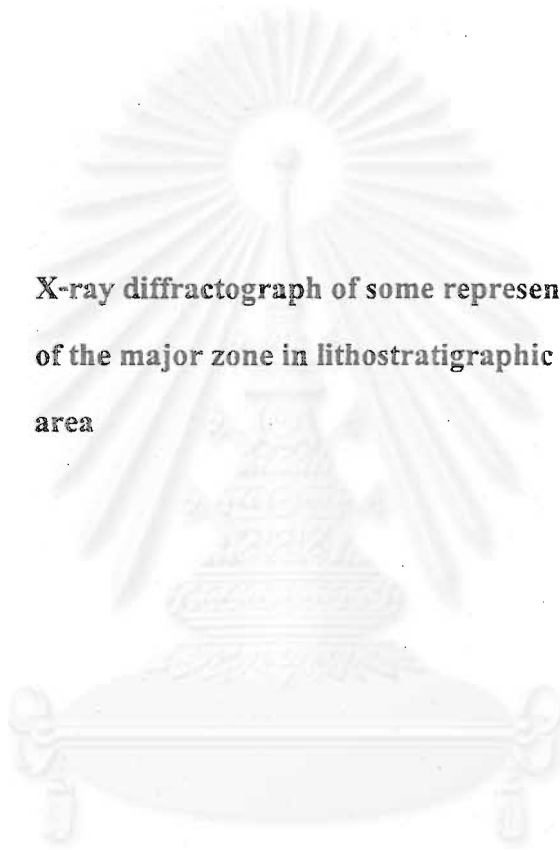 X-ray diffractograph of some represen
of the major zone in lithostratigraphic
area